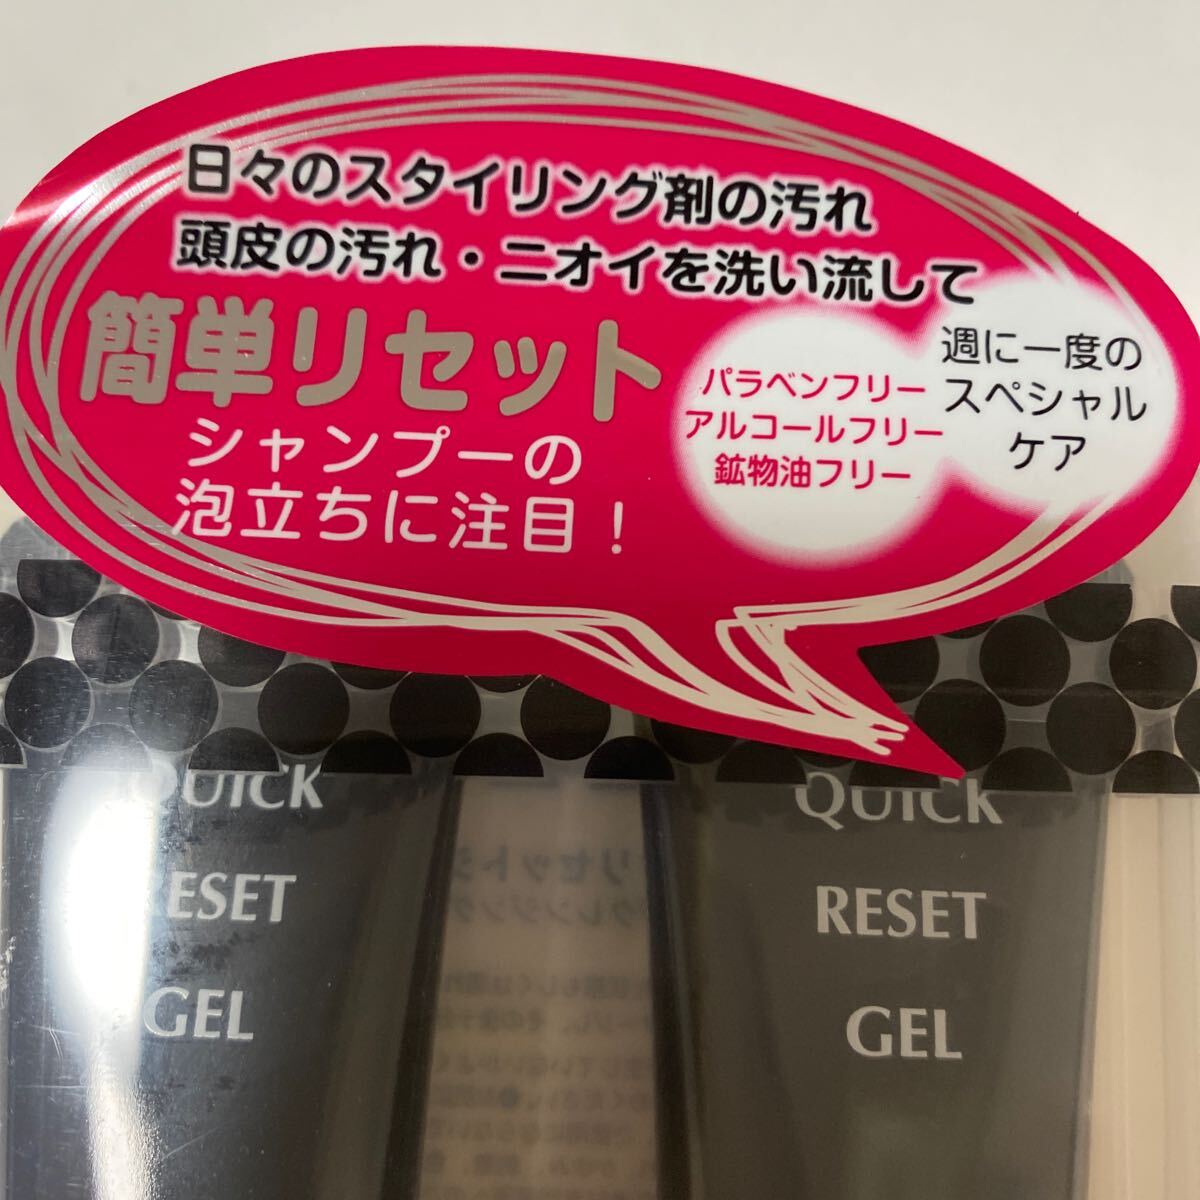 日々のスタイリング剤の汚れ
頭皮の汚れ・ニオイを洗い流して
簡単リセット
シャンプーの
泡立ちに注目！
パラベンフリー
アルコールフリー
鉱物油フリー
週に一度の
スペシャル
ケア
QUICK
RESET
GEL
QUICK
RESET
GEL